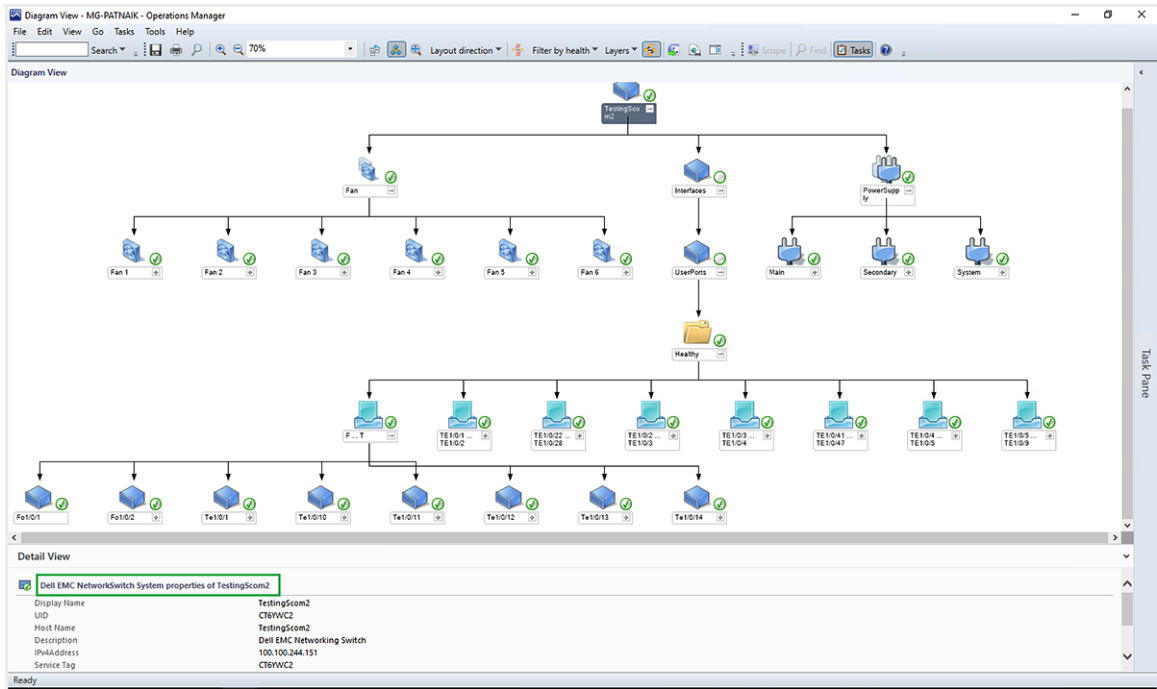 Diagram View - MG-PATNAIK - Operations Manager
File Edit View Go Tasks Tools Help
Search 70% Layout direction Filter by health Layers Scope Find Tasks
Diagram View
TestingSco
m2
Fan Interfaces PowerSupp
ly
Fan 1 Fan 2 Fan 3 Fan 4 Fan 5 Fan 6 UserPorts Main Secondary System
Healthy
F ... T TE1/0/1 ... TE1/0/22 ... TE1/0/2 ... TE1/0/3 ... TE1/0/41 ... TE1/0/4 ... TE1/0/5 ...
TE1/0/2 TE1/0/28 TE1/0/3 TE1/0/4 TE1/0/47 TE1/0/5 TE1/0/9
Fo1/0/1 Fo1/0/2 Te1/0/1 Te1/0/10 Te1/0/11 Te1/0/12 Te1/0/13 Te1/0/14
Task Pane
Detail View
Dell EMC NetworkSwitch System properties of TestingScom2
Display Name TestingScom2
UID CT6YWC2
Host Name TestingScom2
Description Dell EMC Networking Switch
IPv4Address 100.100.244.151
Service Tag CT6YWC2
Ready